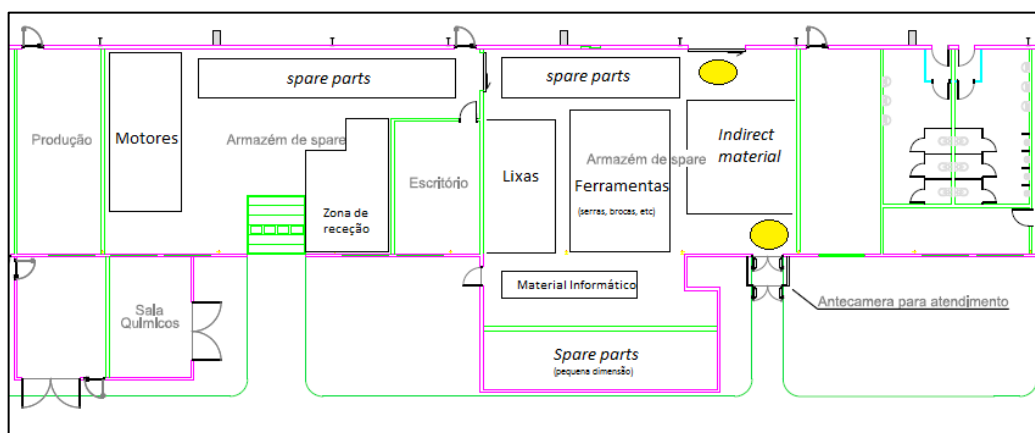 spare parts
spare parts
Produção
Motores
Armazém de spare
Escritório
Lixas
Armazém de spare
Ferramentas
(serras, brocas, etc)
Indirect
material
Zona de
receção
Sala
Químicos
Material Informático
Antecamera para atendimento
Spare parts
(pequena dimensão)